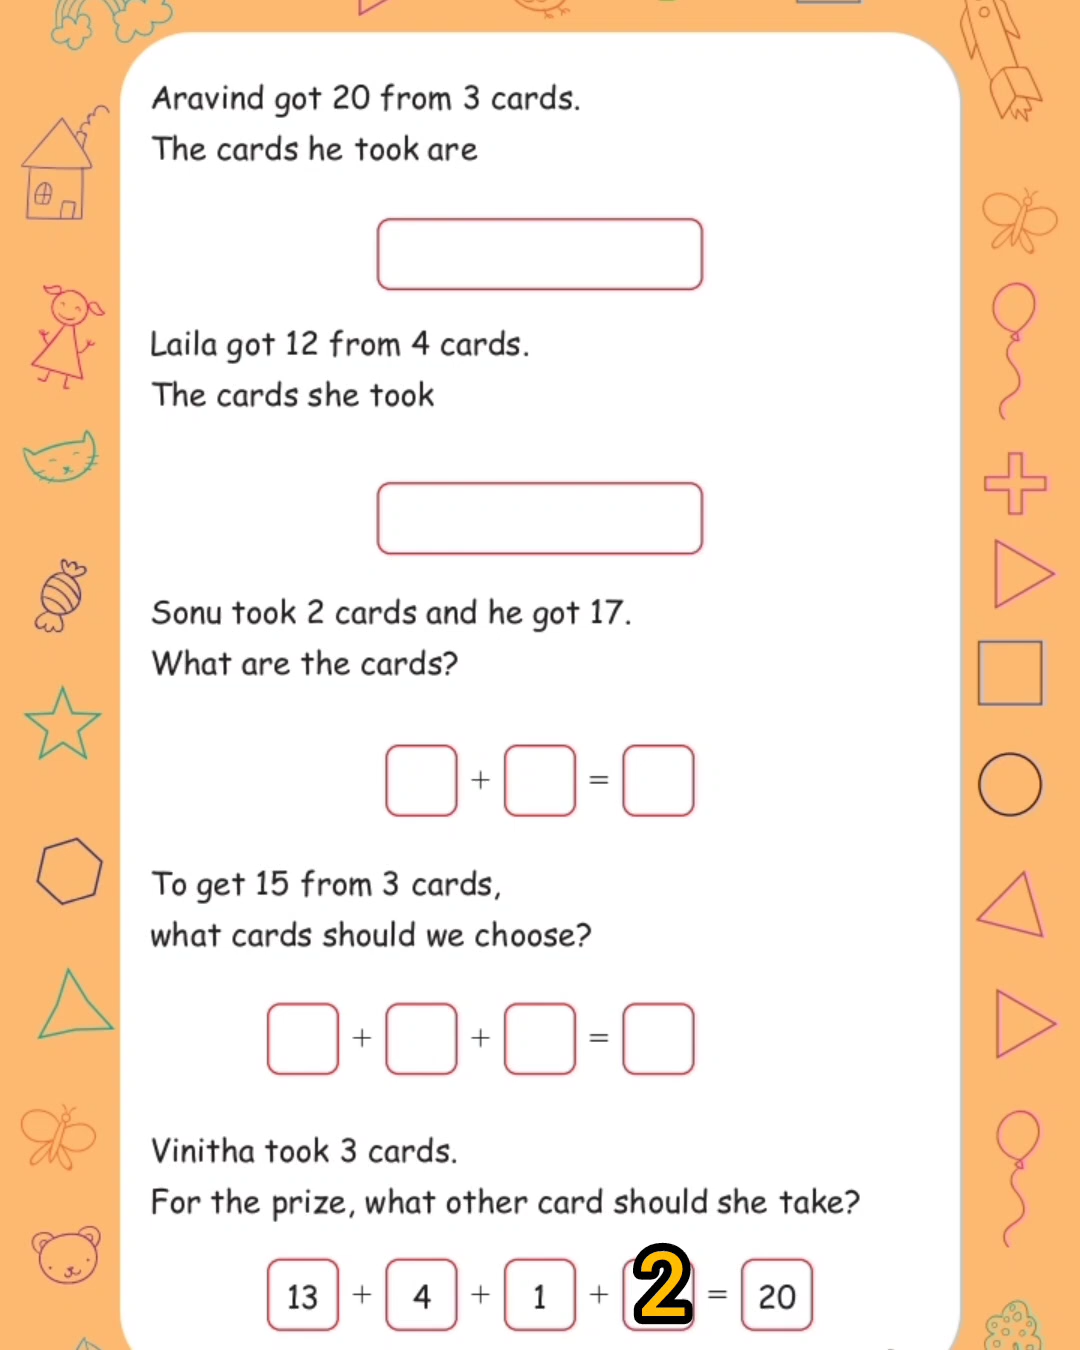 Aravind got 20 from 3 cards.
The cards he took are
Laila got 12 from 4 cards.
The cards she took
Sonu took 2 cards and he got 17.
What are the cards?
+ =
To get 15 from 3 cards,
what cards should we choose?
+ + =
Vinitha took 3 cards.
For the prize, what other card should she take?
13 + 4 + 1 + 2 = 20